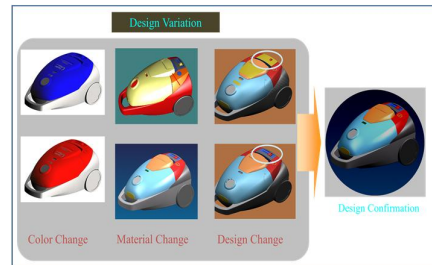 Design Variation
Color Change
Material Change
Design Change
Design Confirmation